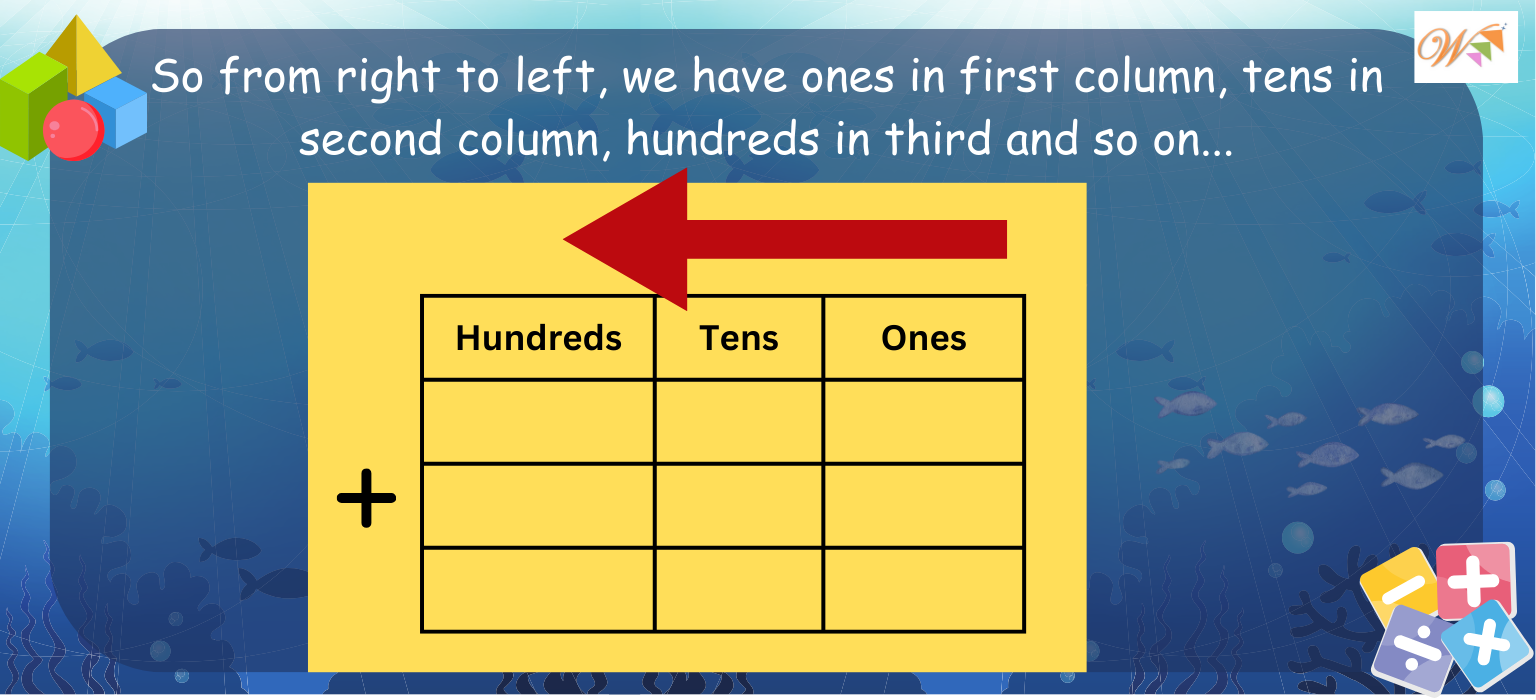 So from right to left, we have ones in first column, tens in
second column, hundreds in third and so on...
Hundreds Tens Ones
+
W